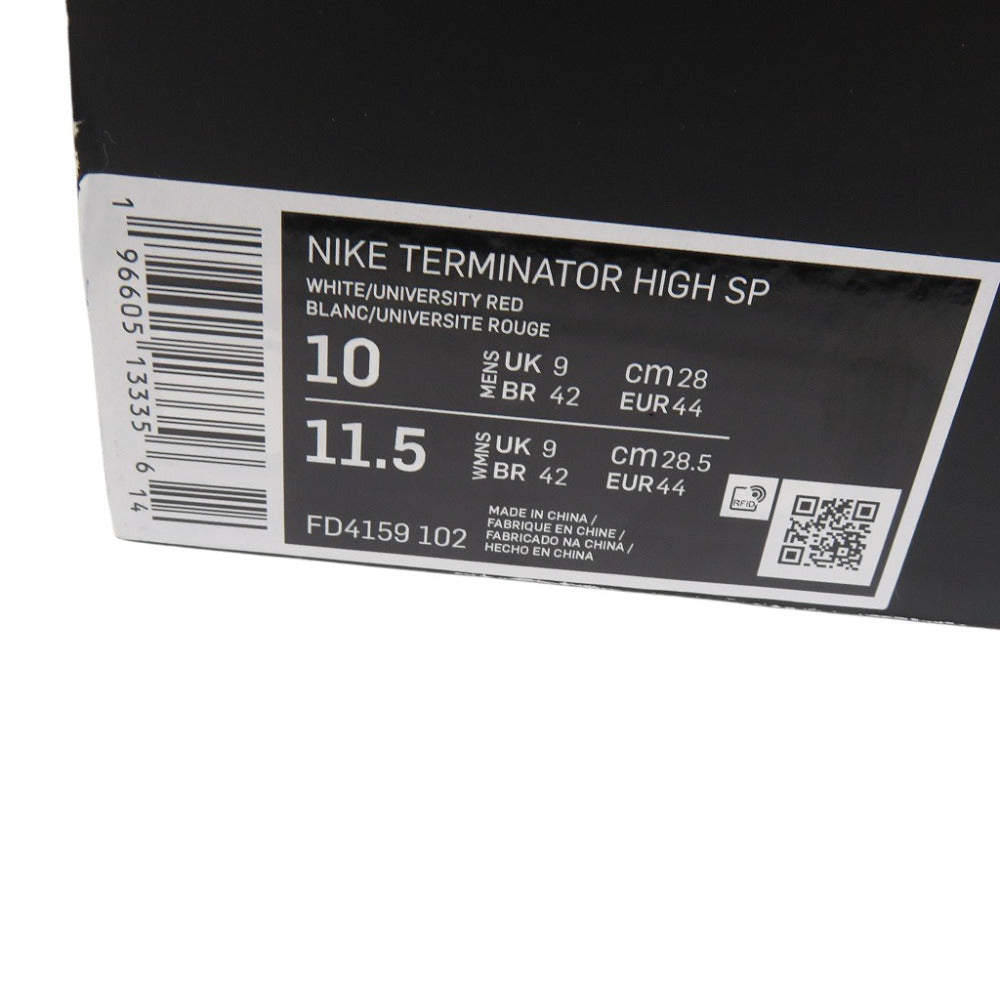 1 96605 13335 6 14
NIKE TERMINATOR HIGH SP
WHITE/UNIVERSITY RED
BLANC/UNIVERSITE ROUGE
10 MENS UK 9 cm 28
BR 42 EUR 44
11.5 WMNS UK 9 cm 28.5
BR 42 EUR 44
FD4159 102
MADE IN CHINA /
FABRIQUE EN CHINE /
FABRICADO NA CHINA /
HECHO EN CHINA
RFID